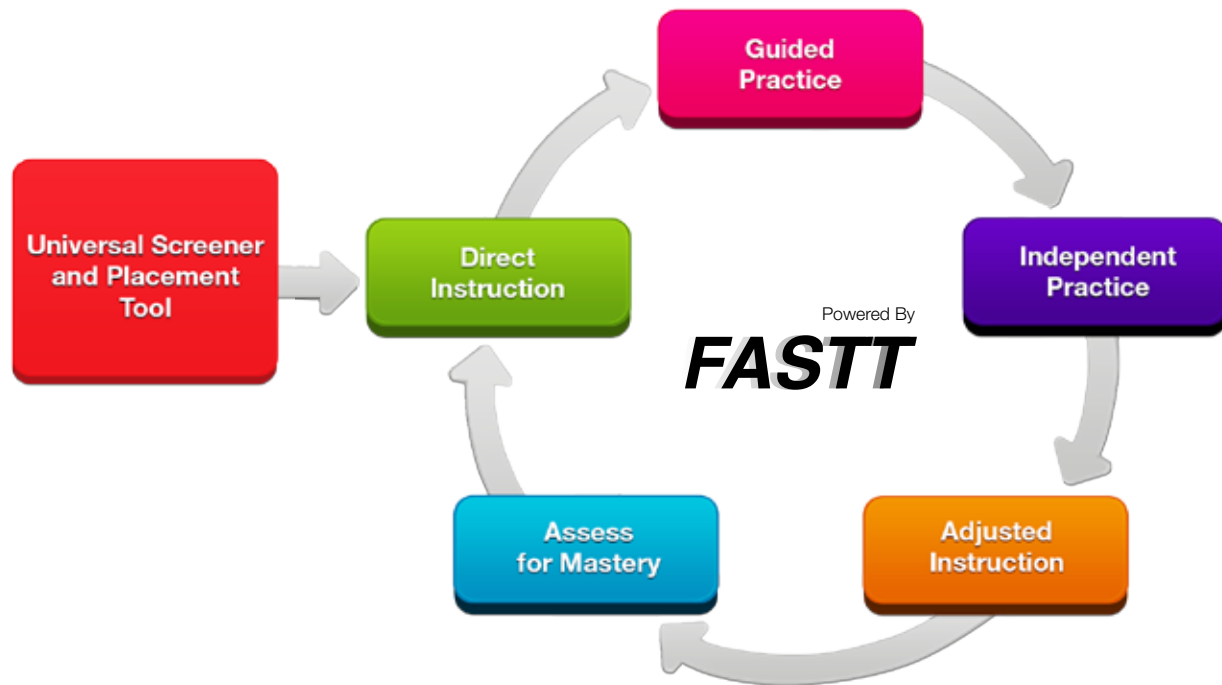 Guided
Practice
Universal Screener
and Placement
Tool
Direct
Instruction
Independent
Practice
Powered By
FASTT
Assess
for Mastery
Adjusted
Instruction